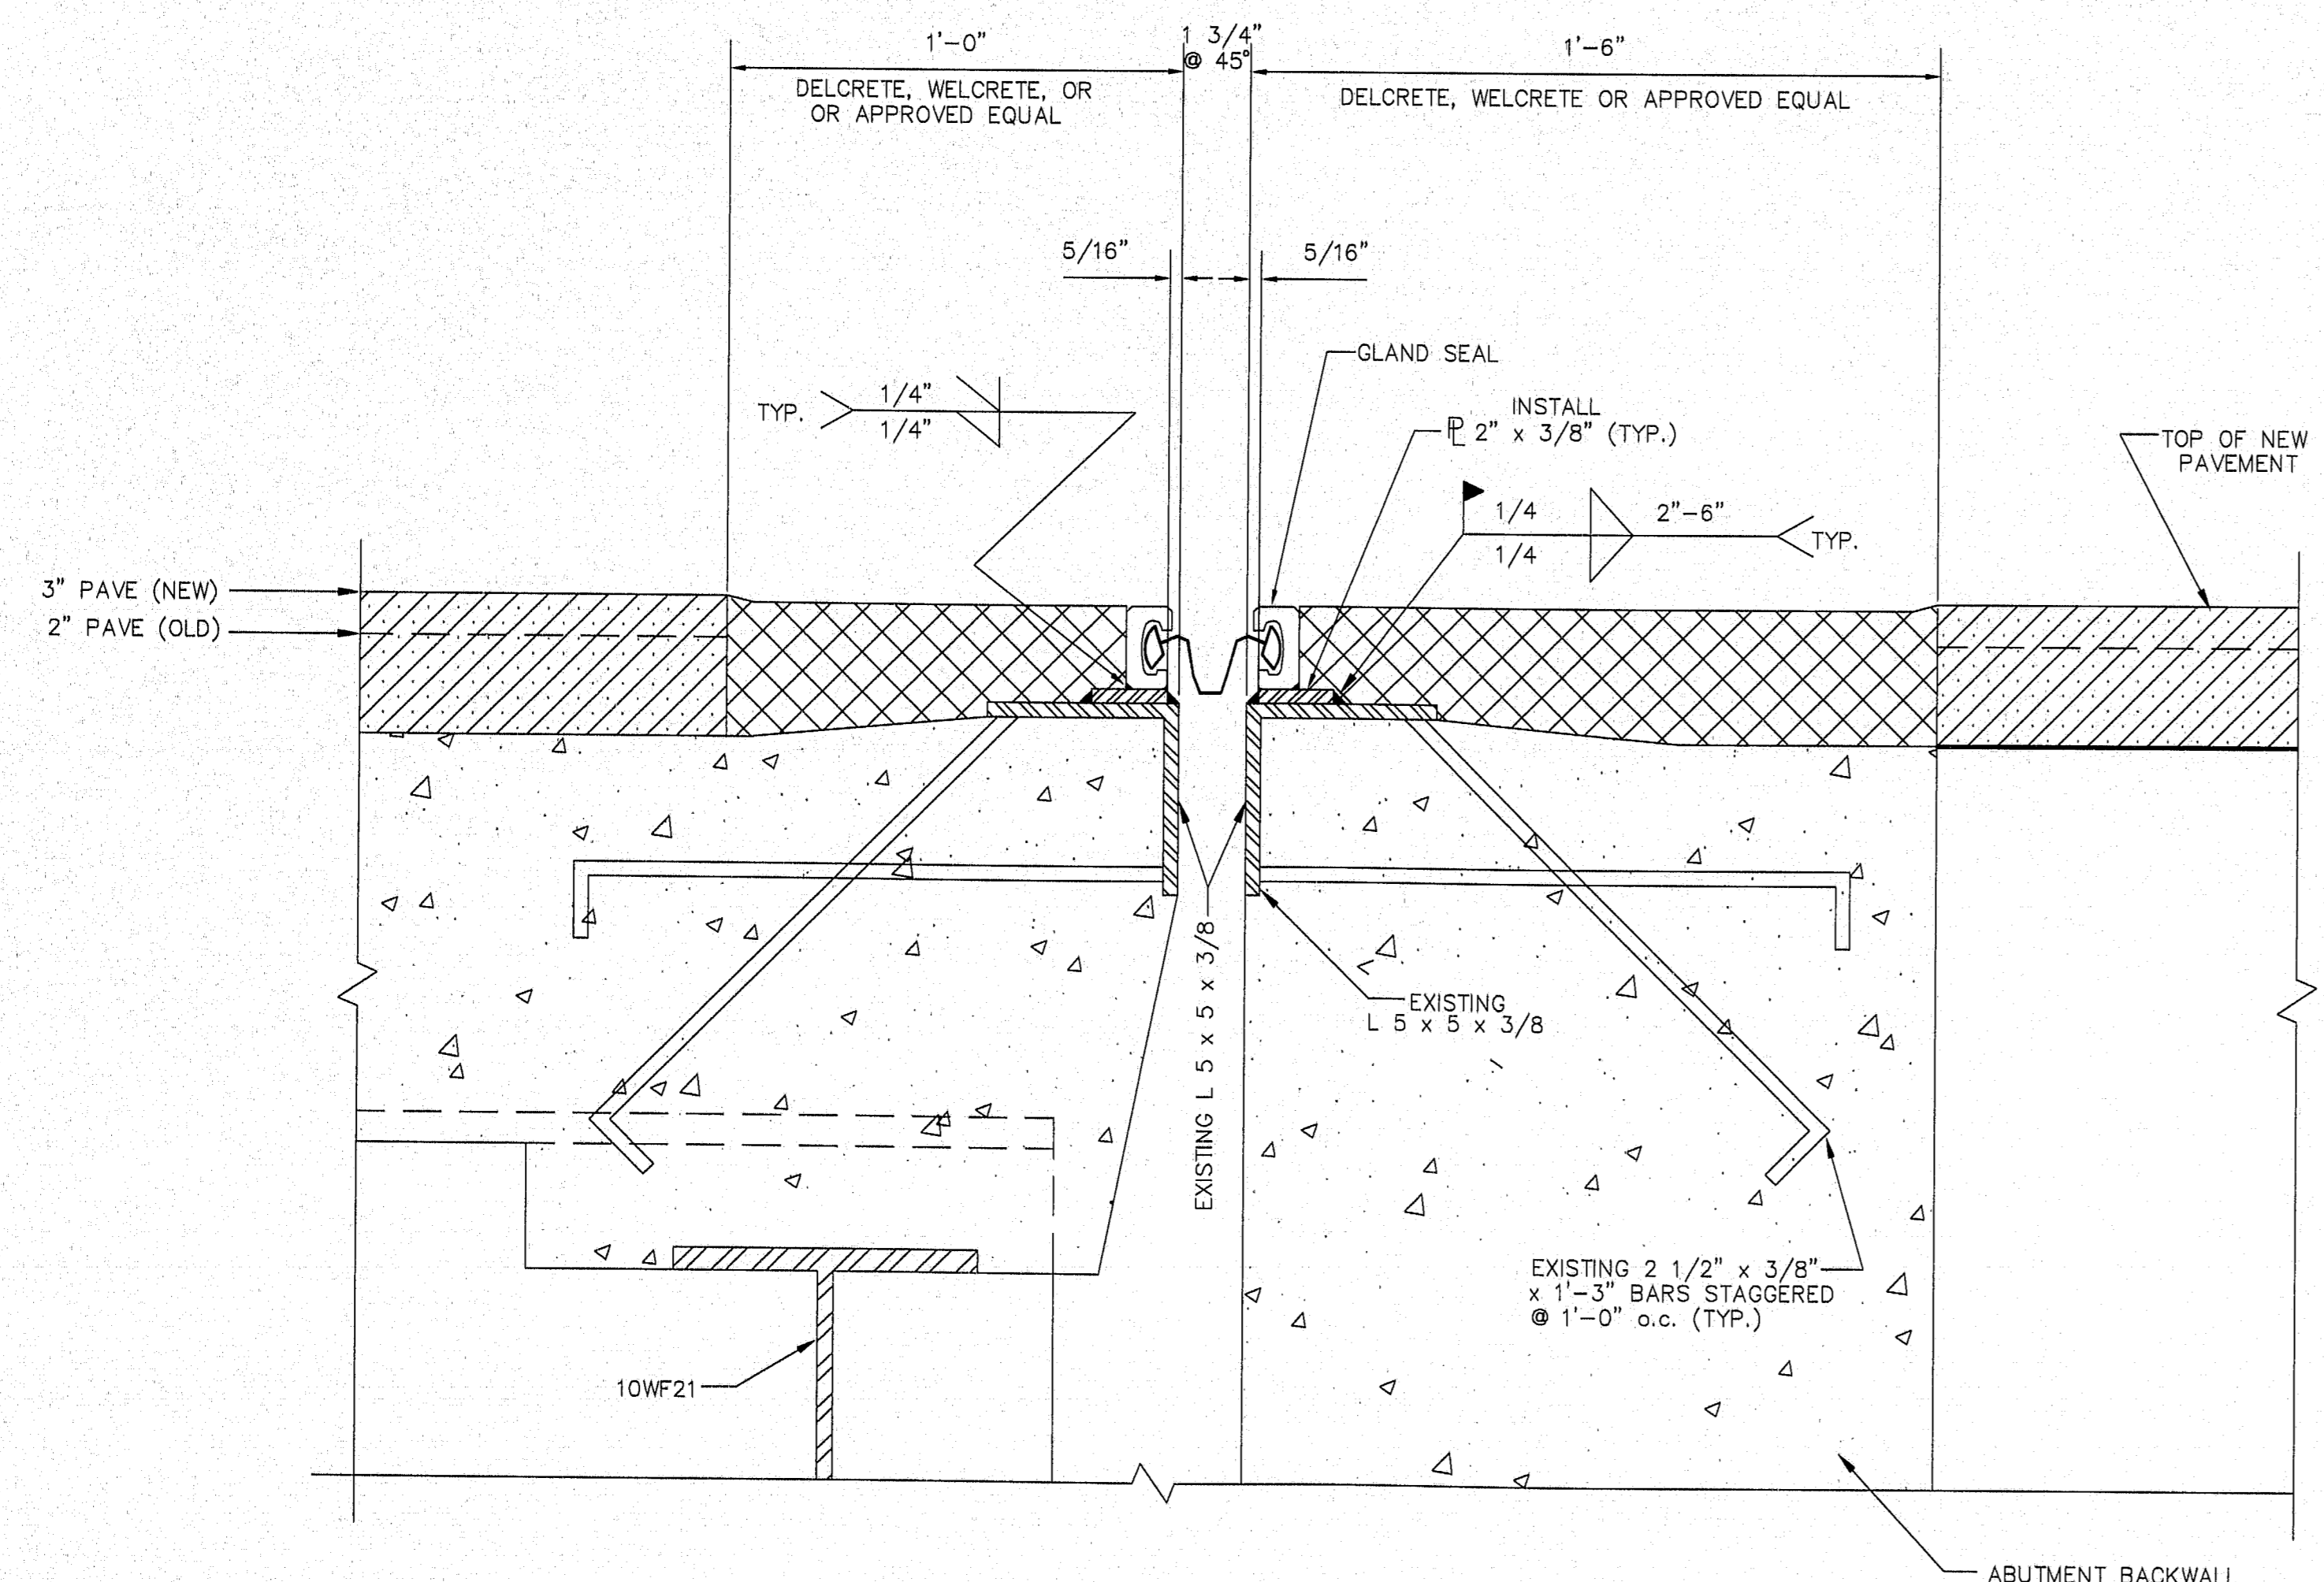 1'-0"
1 3/4"
@ 45°
1'-6"
DELCRETE, WELCRETE, OR
OR APPROVED EQUAL
DELCRETE, WELCRETE OR APPROVED EQUAL
5/16"
5/16"
GLAND SEAL
TYP.
1/4"
1/4"
INSTALL
PL 2" x 3/8" (TYP.)
TOP OF NEW
PAVEMENT
1/4
1/4
2"-6"
TYP.
3" PAVE (NEW)
2" PAVE (OLD)
EXISTING L 5 x 5 x 3/8
EXISTING
L 5 x 5 x 3/8
EXISTING 2 1/2" x 3/8"
x 1'-3" BARS STAGGERED
@ 1'-0" o.c. (TYP.)
10WF21
ABUTMENT BACKWALL